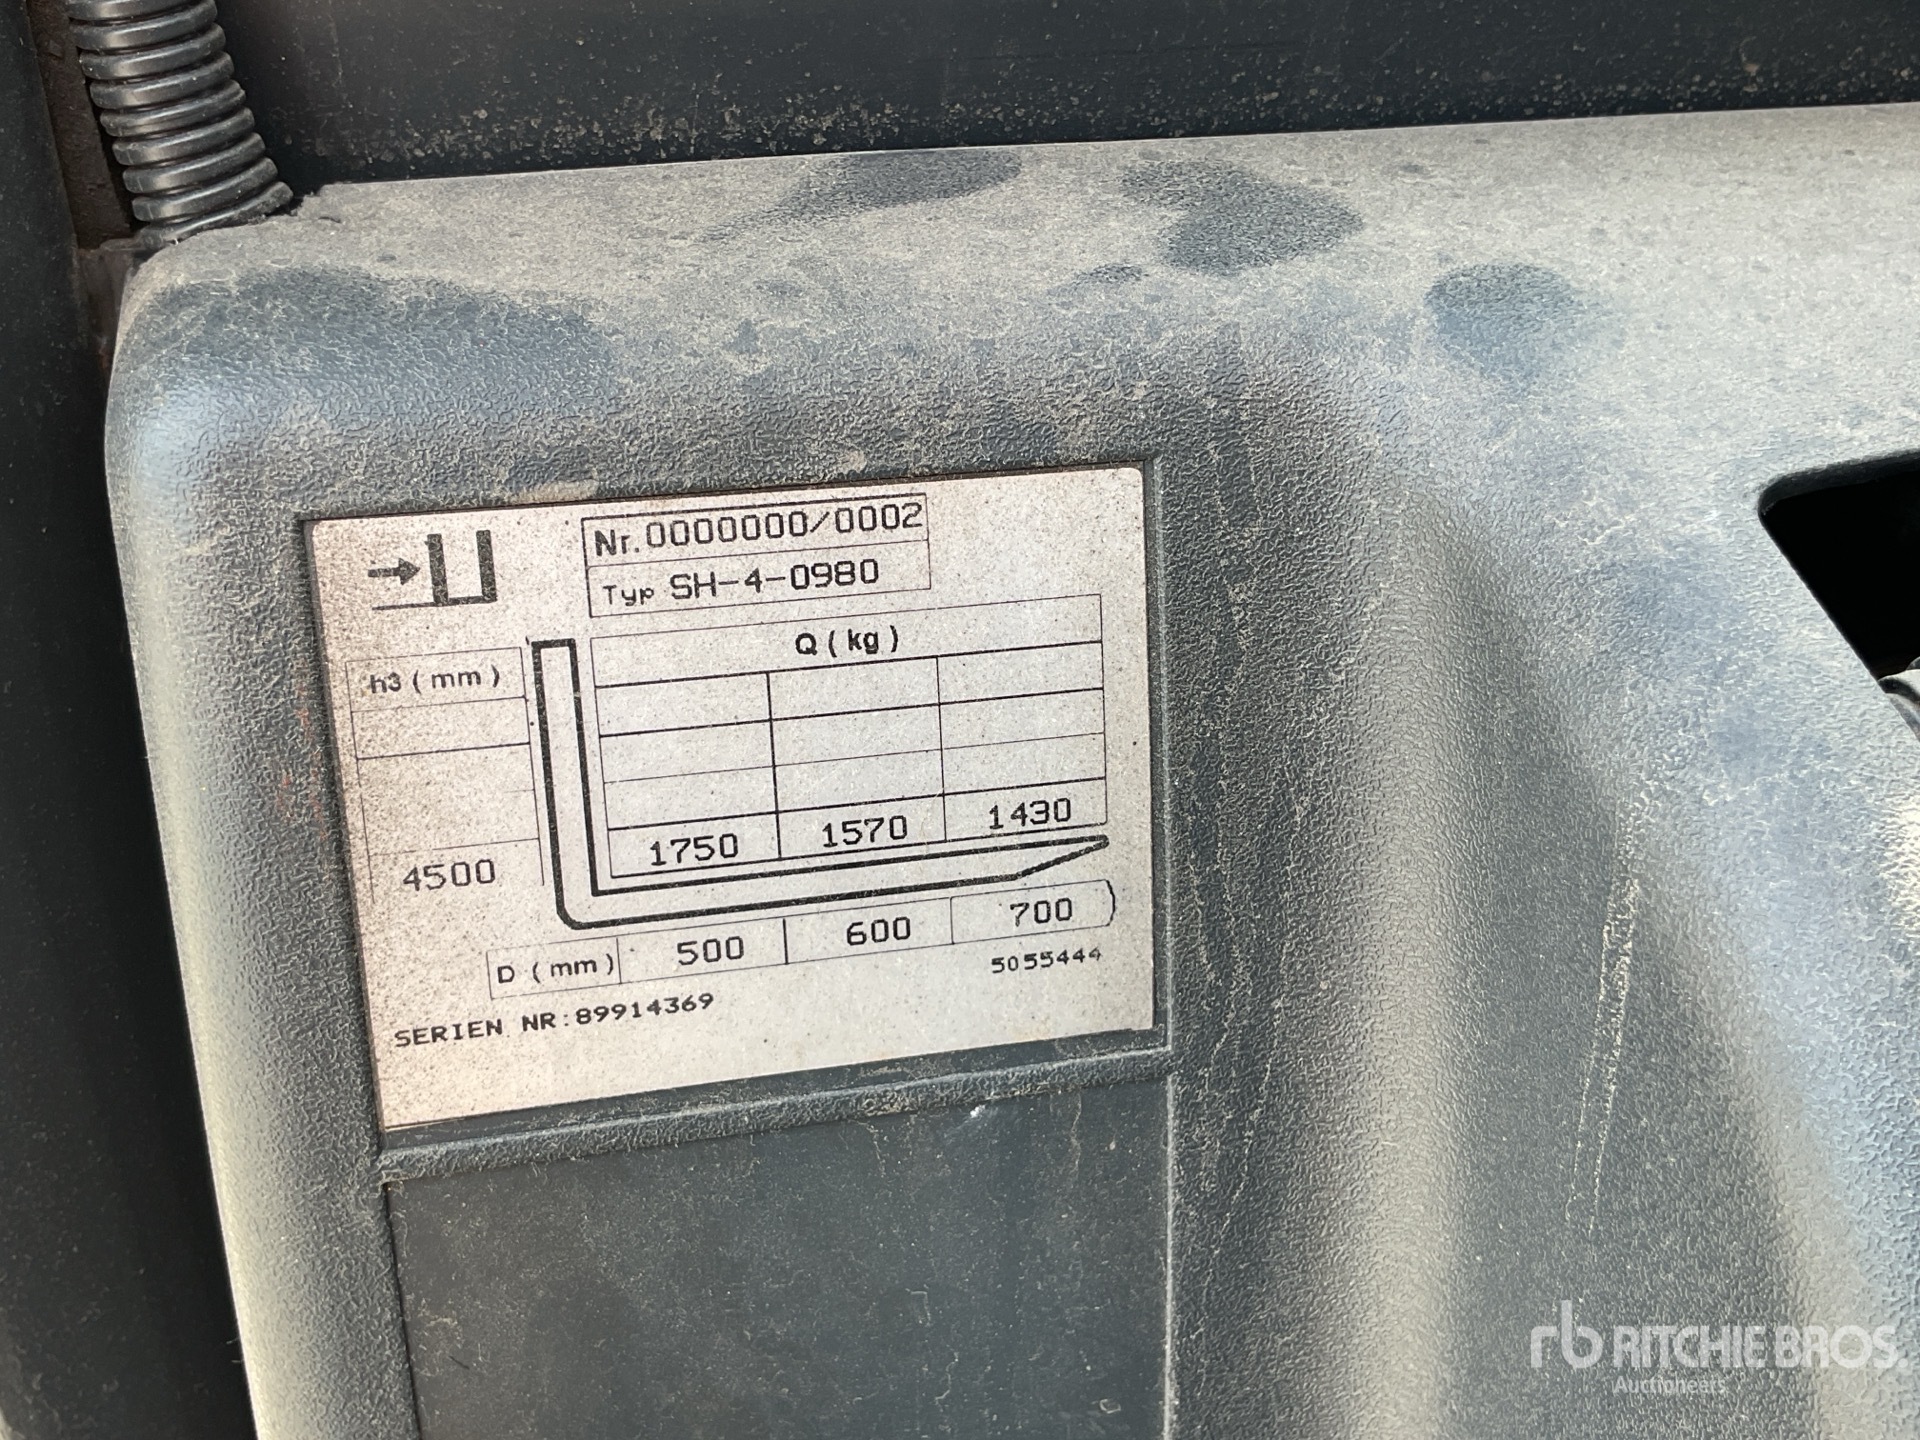 Nr. 0000000/0002
Typ SH-4-0980
Q ( kg )
h3 ( mm )
4500 1750 1570 1430
D ( mm ) 500 600 700
5055444
SERIEN NR:89914369
rb RITCHIE BROS.
Auctioneers